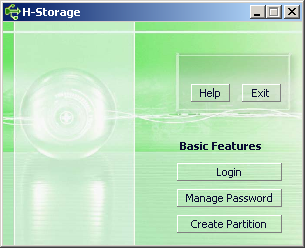 H-Storage
Help Exit
Basic Features
Login
Manage Password
Create Partition